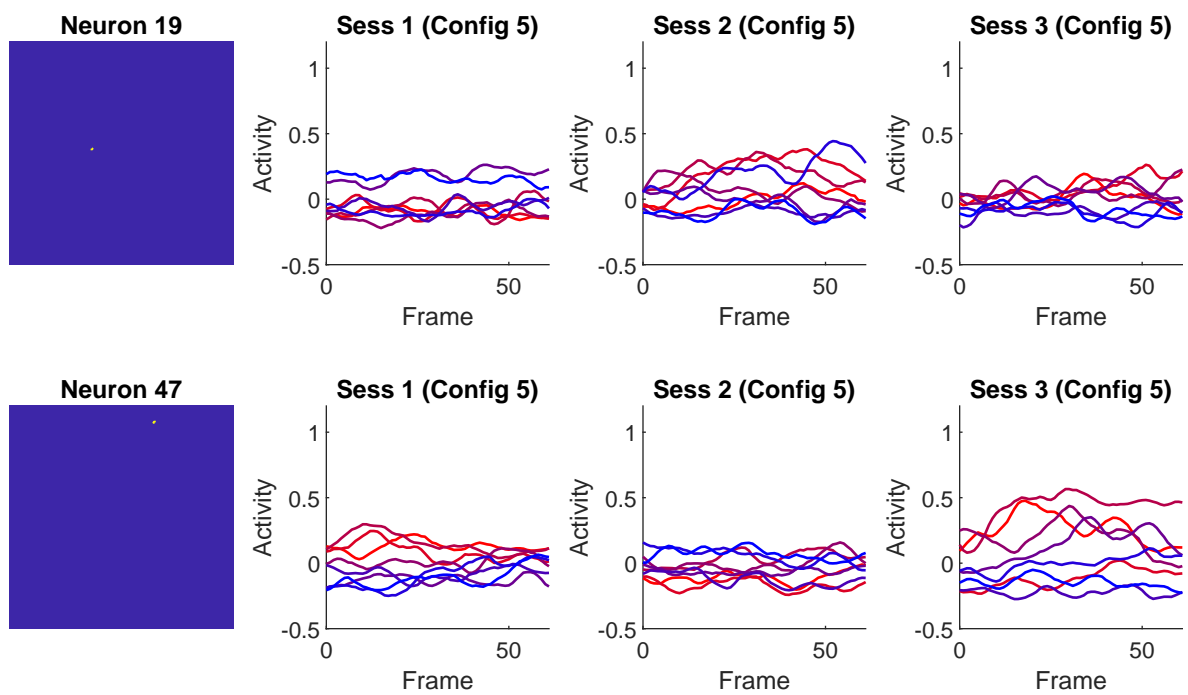 Neuron 19 Sess 1 (Config 5) Sess 2 (Config 5) Sess 3 (Config 5)
1 1 1
0.5 0.5 0.5
0 0 0
-0.5 -0.5 -0.5
Activity Activity Activity
0 50 0 50 0 50
Frame Frame Frame
Neuron 47 Sess 1 (Config 5) Sess 2 (Config 5) Sess 3 (Config 5)
1 1 1
0.5 0.5 0.5
0 0 0
-0.5 -0.5 -0.5
Activity Activity Activity
0 50 0 50 0 50
Frame Frame Frame